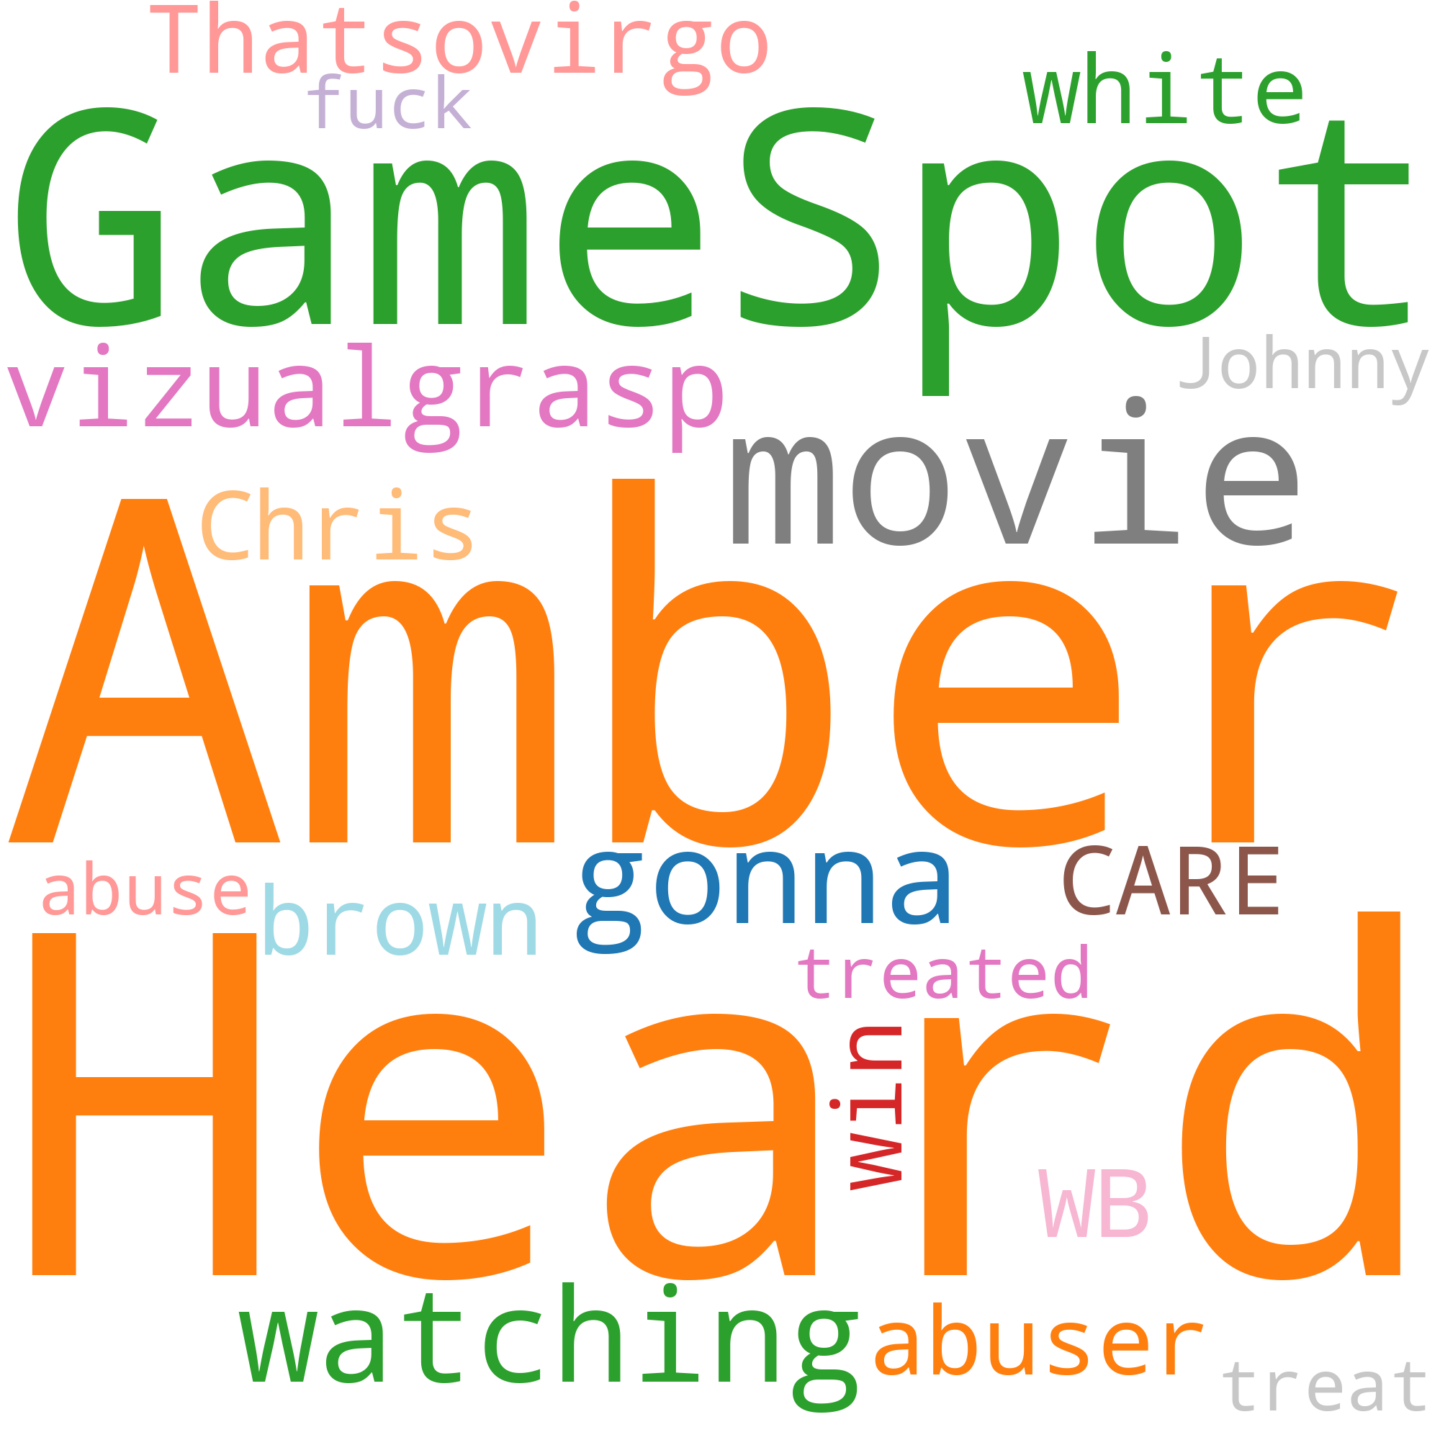 Thatsovirgo
fuck
white
GameSpot
vizualgrasp
Johnny
movie
Chris
Amber
gonna
CARE
abuse
brown
treated
Heard
win
WB
watching
abuser
treat